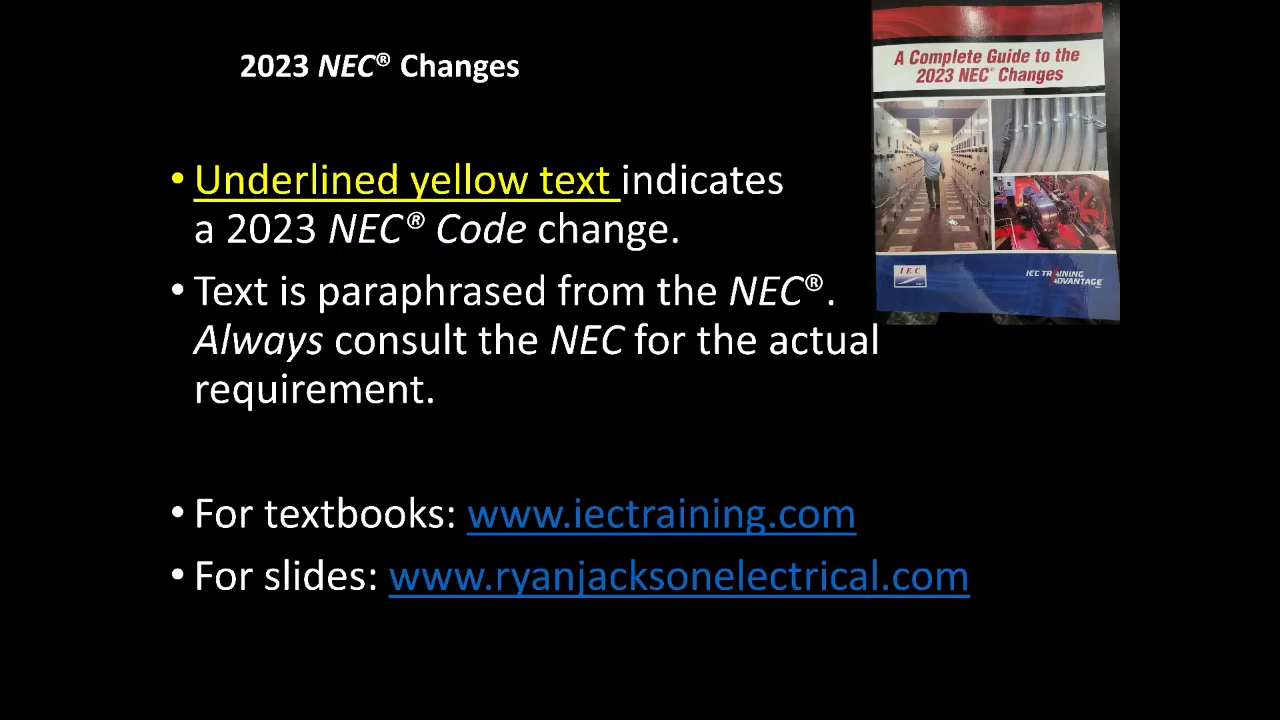 2023 NEC® Changes
• Underlined yellow text indicates
a 2023 NEC® Code change.
• Text is paraphrased from the NEC®.
Always consult the NEC for the actual
requirement.
• For textbooks: www.iectraining.com
• For slides: www.ryanjacksonelectrical.com
A Complete Guide to the
2023 NEC® Changes
IEC
IEC TRAINING
ADVANTAGE